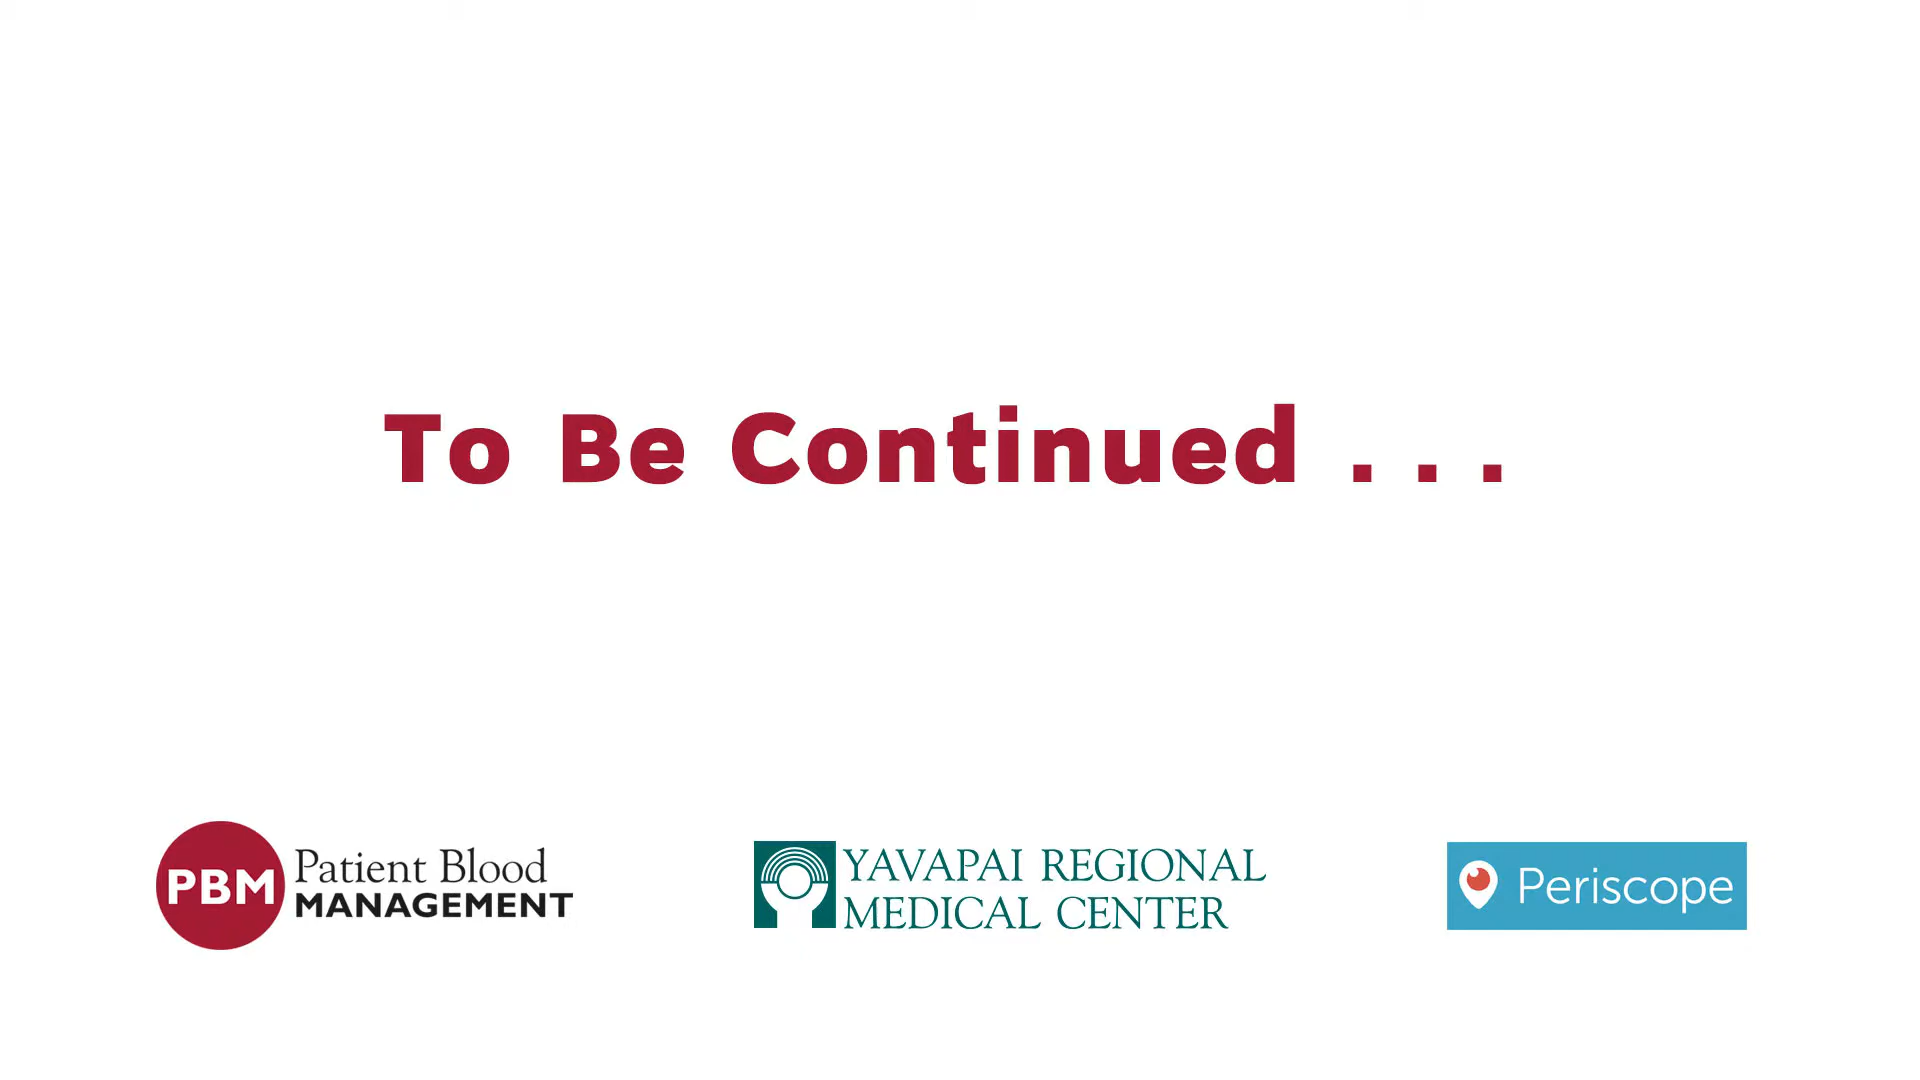 To Be Continued . . .
PBM
Patient Blood
MANAGEMENT
YAVAPAI REGIONAL
MEDICAL CENTER
Periscope